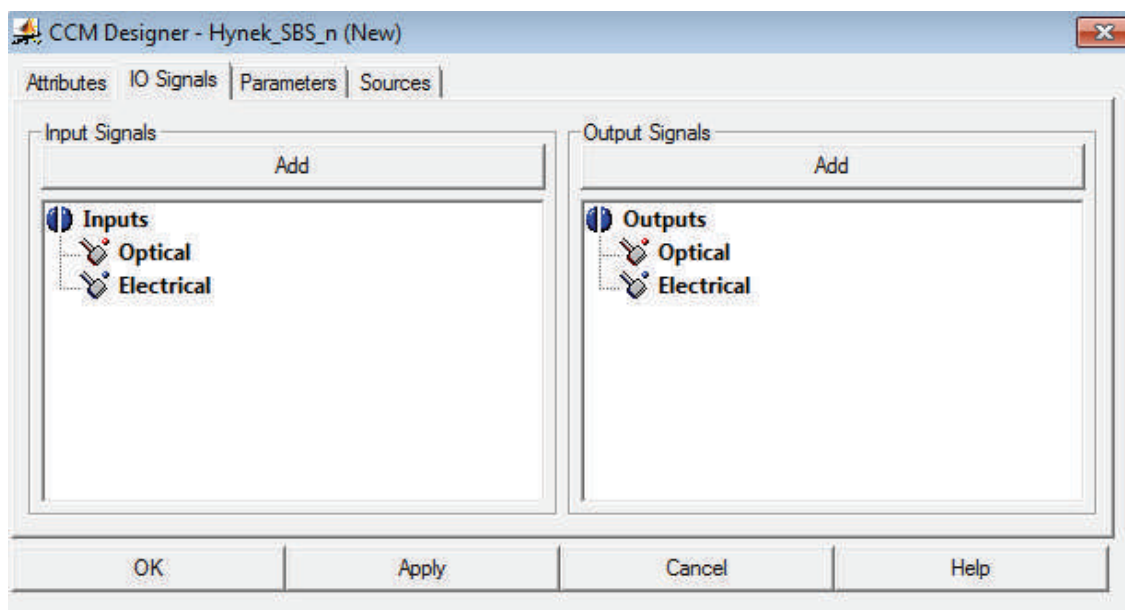 CCM Designer - Hynek_SBS_n (New)
Attributes IO Signals Parameters Sources
Input Signals
Add
Inputs
Optical
Electrical
Output Signals
Add
Outputs
Optical
Electrical
OK Apply Cancel Help